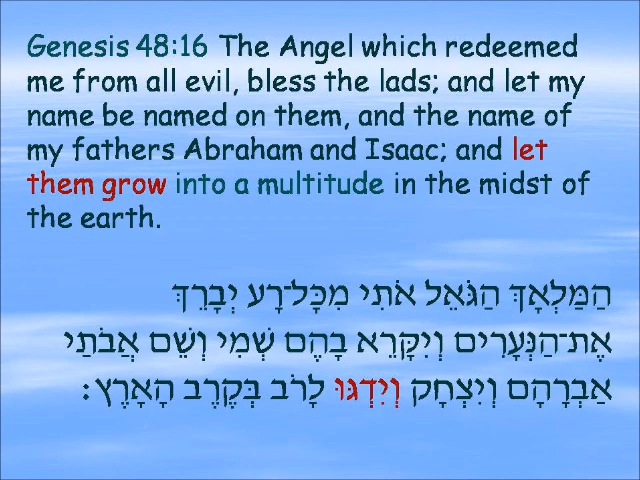 Genesis 48:16 The Angel which redeemed
me from all evil, bless the lads; and let my
name be named on them, and the name of
my fathers Abraham and Isaac; and let
them grow into a multitude in the midst of
the earth.
הַמַּלְאָךְ הַגֹּאֵל אֹתִי מִכָּל־רָע יְבָרֵךְ
אֶת־הַנְּעָרִים וְיִקָּרֵא בָהֶם שְׁמִי וְשֵׁם אֲבֹתַי
אַבְרָהָם וְיִצְחָק וְיִדְגּוּ לָרֹב בְּקֶרֶב הָאָרֶץ׃